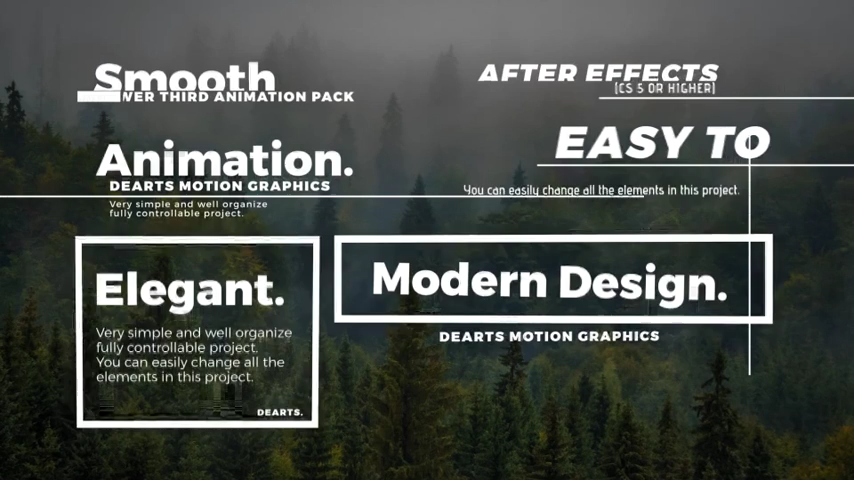 Smooth
WER THIRD ANIMATION PACK
Animation.
DEARTS MOTION GRAPHICS
Very simple and well organize
fully controllable project.
Elegant.
Very simple and well organize
fully controllable project.
You can easily change all the
elements in this project.
DEARTS.
AFTER EFFECTS
(CS 5 OR HIGHER)
EASY TO
You can easily change all the elements in this project.
Modern Design.
DEARTS MOTION GRAPHICS